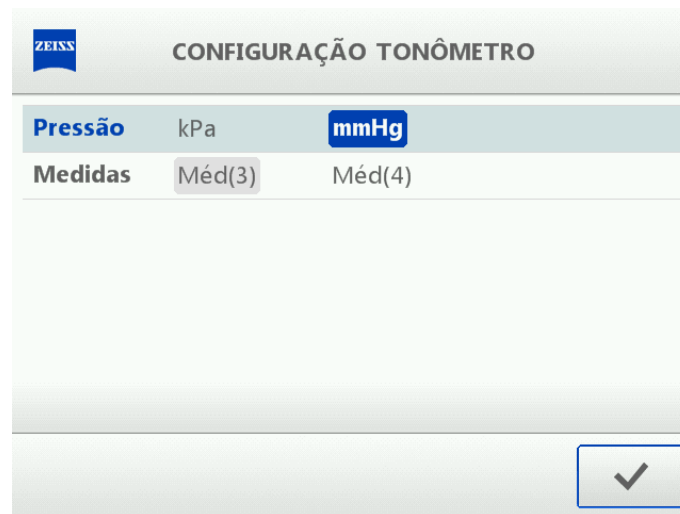 ZEISS
CONFIGURAÇÃO TONÔMETRO
Pressão kPa mmHg
Medidas Méd(3) Méd(4)